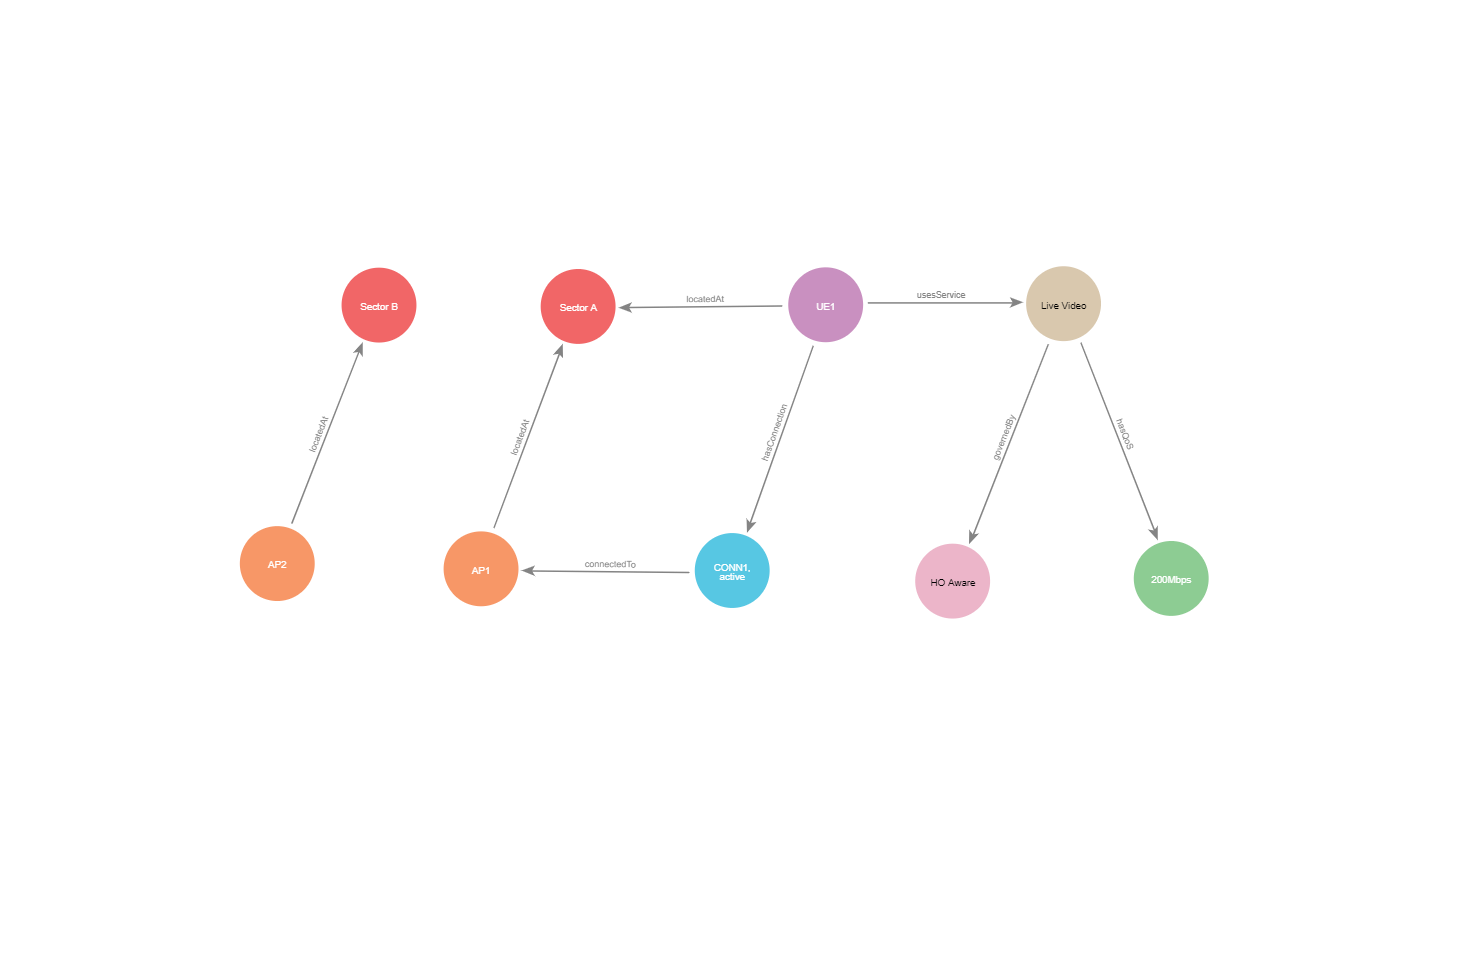 Sector B
Sector A
locatedAt
UE1
usesService
Live Video
locatedAt
locatedAt
hasConnection
governedBy
hasQoS
AP2
AP1
connectedTo
CONN1,
active
HO Aware
200Mbps